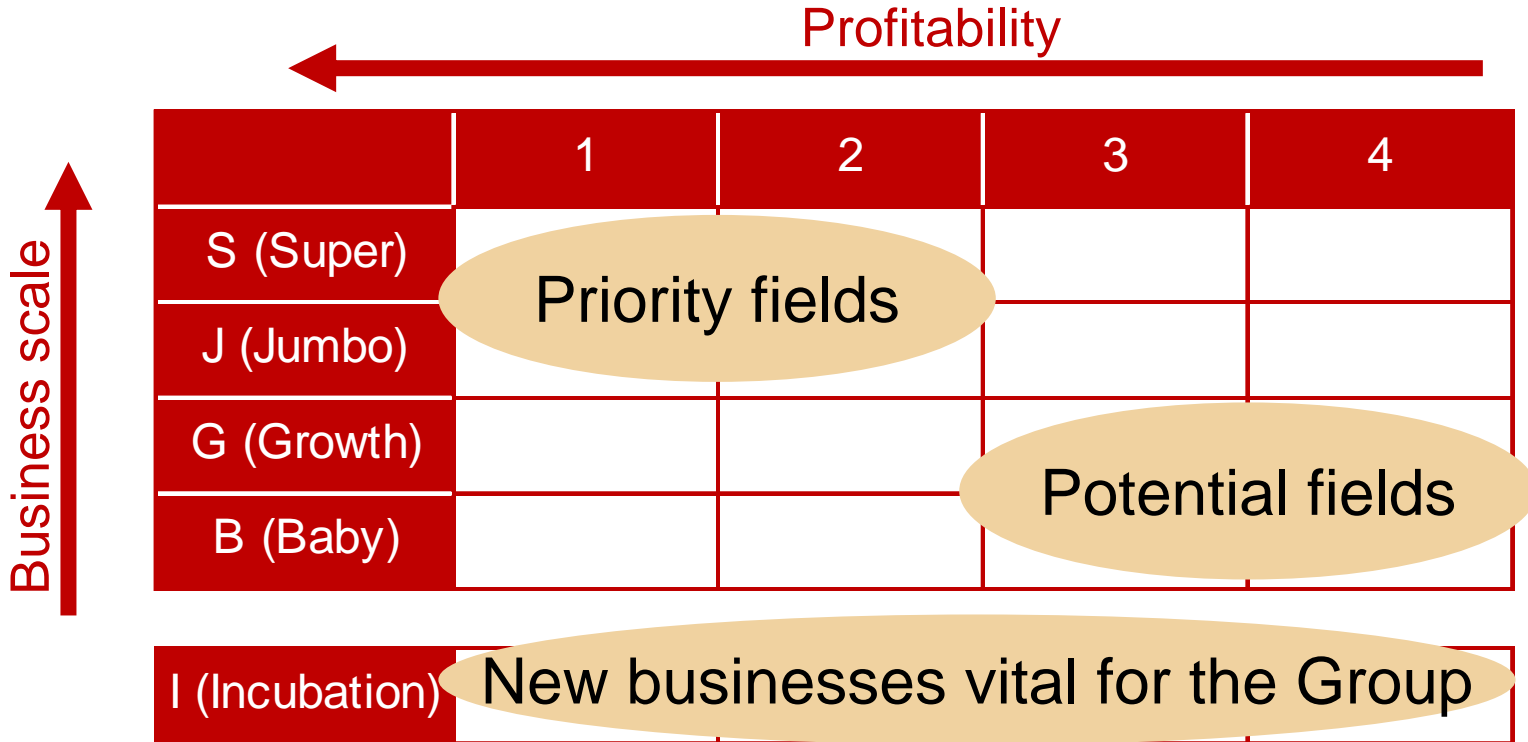 Profitability
Business scale
1 2 3 4
S (Super)
Priority fields
J (Jumbo)
G (Growth)
Potential fields
B (Baby)
I (Incubation) New businesses vital for the Group